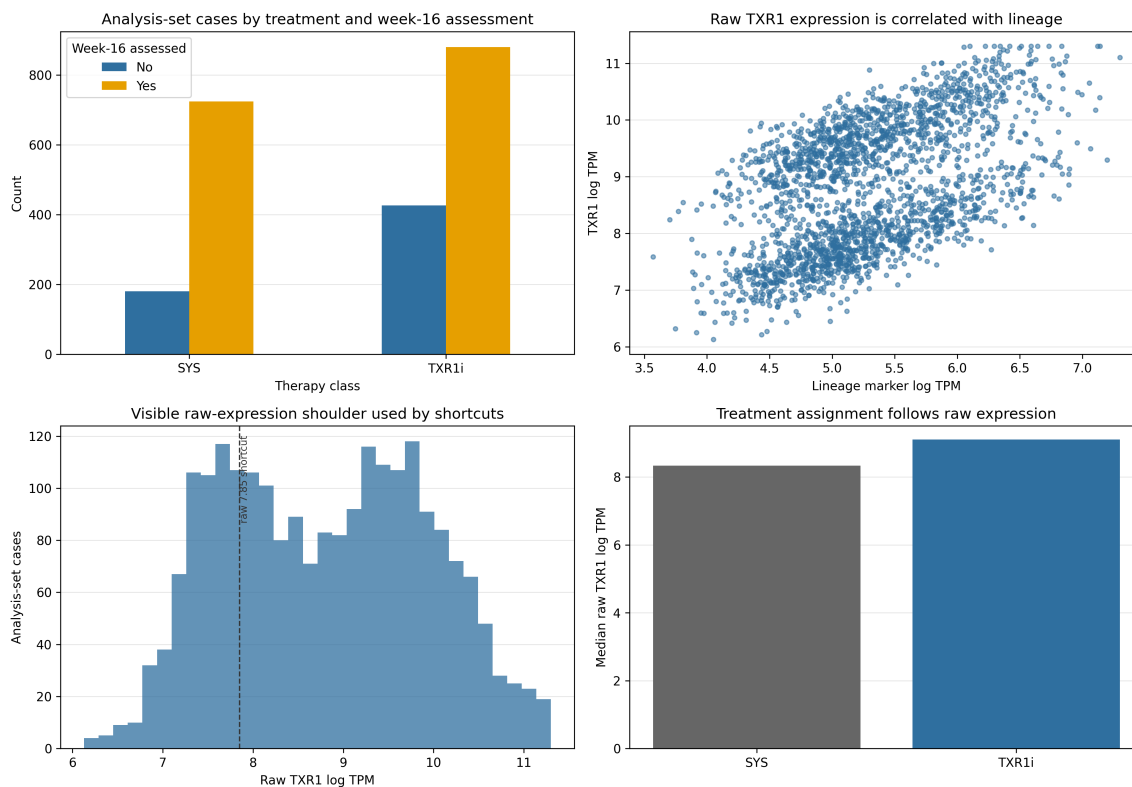 Analysis-set cases by treatment and week-16 assessment
Week-16 assessed
No
Yes
800
600
400
200
0
Count
SYS
TXR1i
Therapy class
Raw TXR1 expression is correlated with lineage
11
10
9
8
7
6
TXR1 log TPM
3.5 4.0 4.5 5.0 5.5 6.0 6.5 7.0
Lineage marker log TPM
Visible raw-expression shoulder used by shortcuts
120
100
80
60
40
20
0
Analysis-set cases
raw 7.85 shortcut
6 7 8 9 10 11
Raw TXR1 log TPM
Treatment assignment follows raw expression
8
6
4
2
0
Median raw TXR1 log TPM
SYS
TXR1i